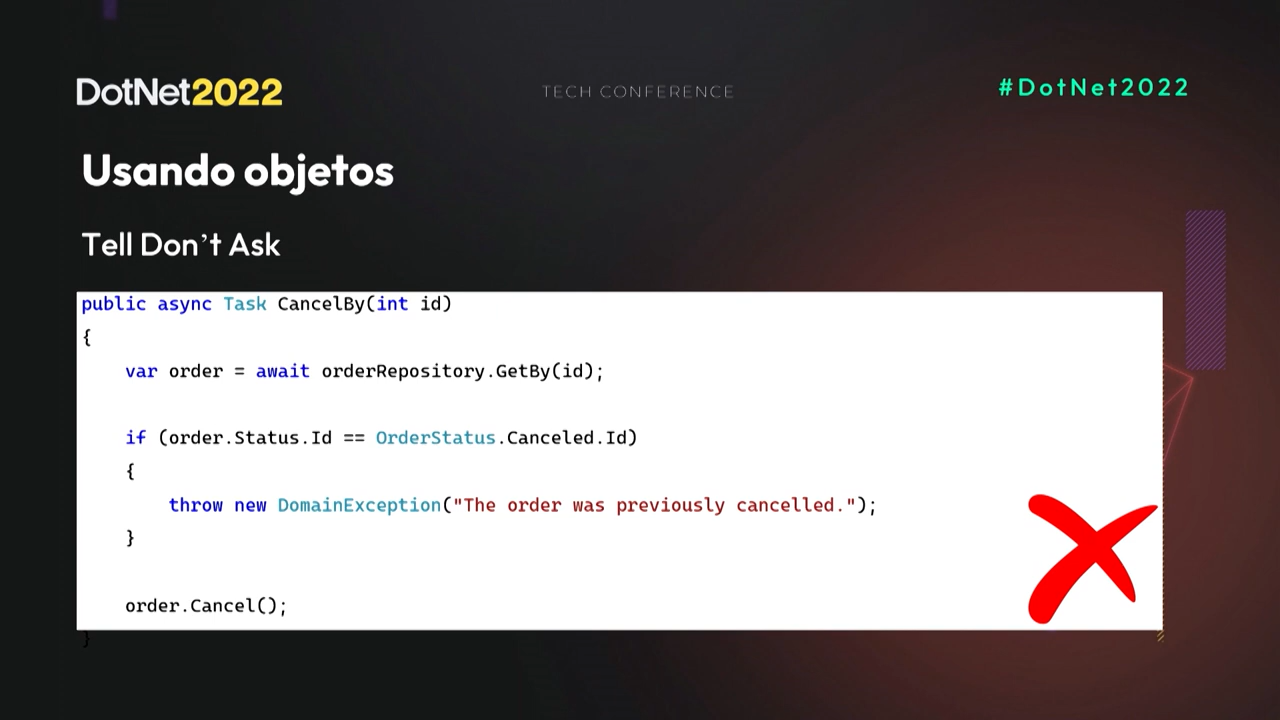 DotNet2022
TECH CONFERENCE
#DotNet2022
Usando objetos
Tell Don’t Ask
public async Task CancelBy(int id)
{
    var order = await orderRepository.GetBy(id);
    if (order.Status.Id == OrderStatus.Canceled.Id)
    {
        throw new DomainException("The order was previously cancelled.");
    }
    order.Cancel();
}